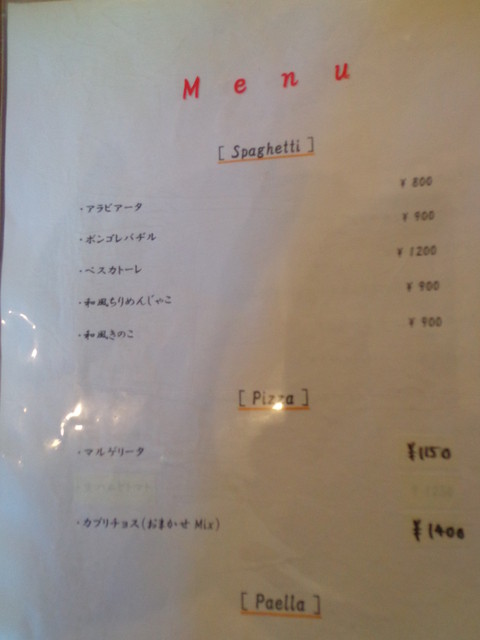 Menu
[ Spaghetti ]
・アラビアータ ¥ 800
・ボンゴレバヂル ¥ 900
・ペスカトーレ ¥ 1200
・和風ちりめんじゃこ ¥ 900
・和風きのこ ¥ 900
[ Pizza ]
・マルゲリータ ¥1150
・カプリチョス(おまかせ Mix) ¥1400
[ Paella ]